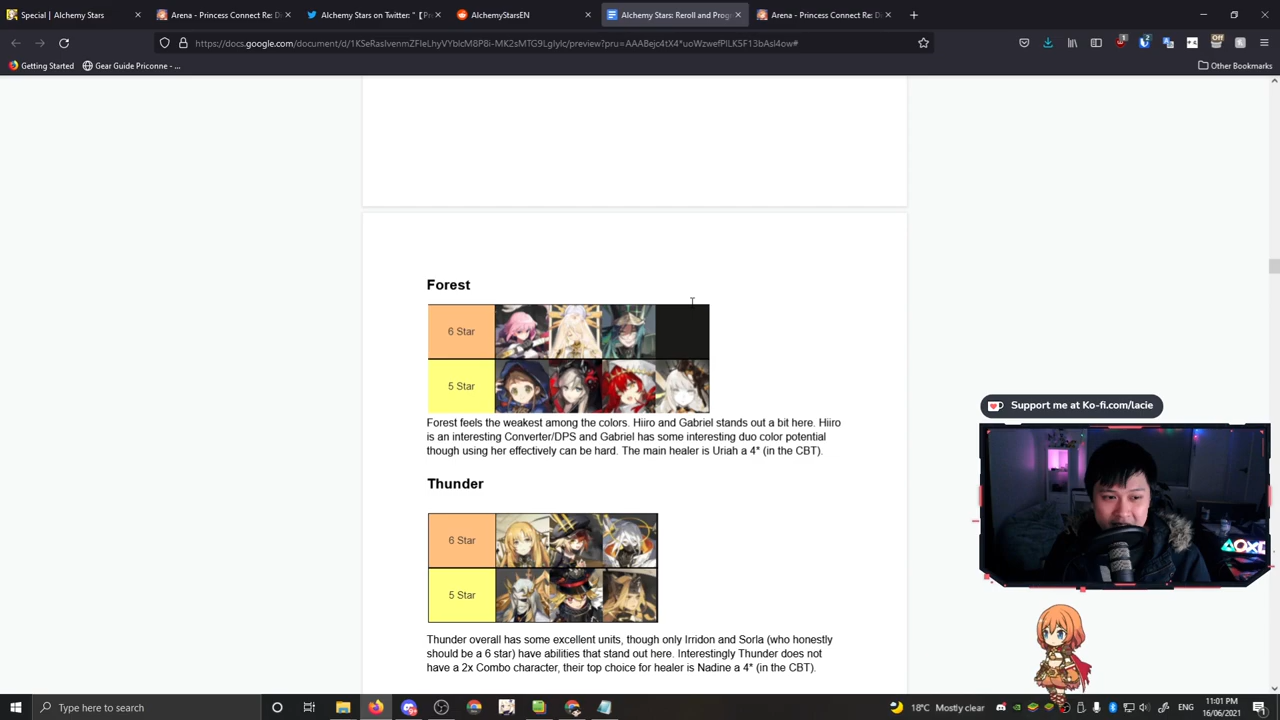 Special | Alchemy Stars
Arena - Princess Connect Re: Di
Alchemy Stars on Twitter: "【Pr
AlchemyStarsEN
Alchemy Stars: Reroll and Progr
Arena - Princess Connect Re: Di
Getting Started
Gear Guide Priconne - ...
Other Bookmarks
Off
Forest
6 Star
5 Star
Forest feels the weakest among the colors. Hiiro and Gabriel stands out a bit here. Hiiro
is an interesting Converter/DPS and Gabriel has some interesting duo color potential
though using her effectively can be hard. The main healer is Uriah a 4* (in the CBT).
Thunder
6 Star
5 Star
Thunder overall has some excellent units, though only Irridon and Sorla (who honestly
should be a 6 star) have abilities that stand out here. Interestingly Thunder does not
have a 2x Combo character, their top choice for healer is Nadine a 4* (in the CBT).
Support me at Ko-fi.com/lacie
Type here to search
18°C Mostly clear
11:01 PM
16/06/2021